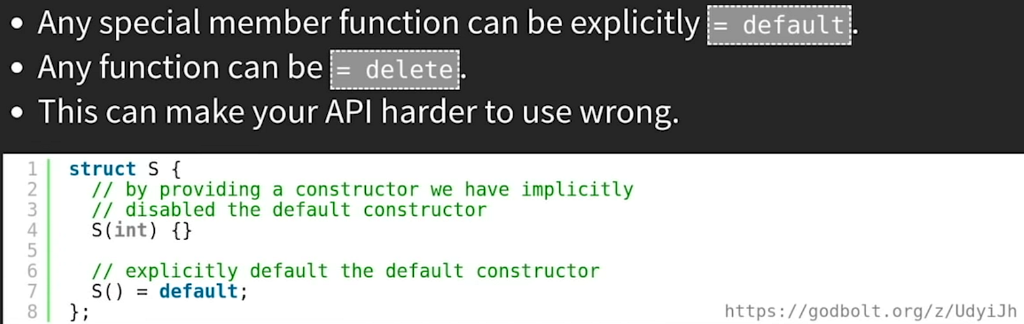 • Any special member function can be explicitly = default.
• Any function can be = delete.
• This can make your API harder to use wrong.
1 struct S {
2 // by providing a constructor we have implicitly
3 // disabled the default constructor
4 S(int) {}
5
6 // explicitly default the default constructor
7 S() = default;
8 };
https://godbolt.org/z/UdyiJh